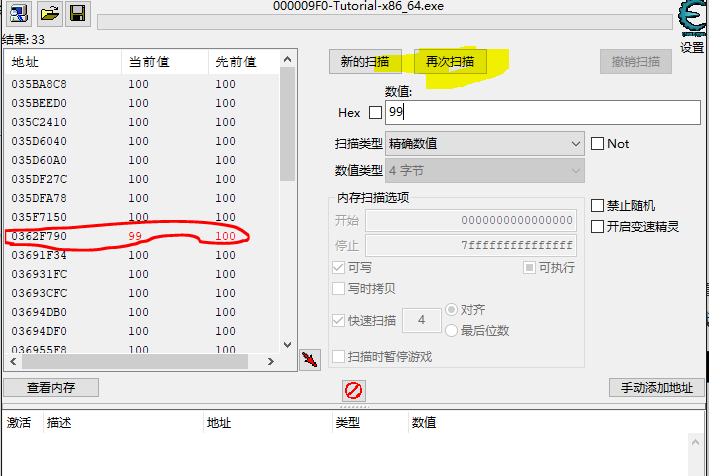 000009F0-Tutorial-x86_64.exe
结果: 33
设置
地址 当前值 先前值
035BA8C8 100 100
035BEED0 100 100
035C2410 100 100
035D6040 100 100
035D60A0 100 100
035DF27C 100 100
035DFA78 100 100
035F7150 100 100
0362F790 99 100
03691F34 100 100
036931FC 100 100
03693CFC 100 100
03694DB0 100 100
03694DF0 100 100
036955F8 100 100
新的扫描 再次扫描 撤销扫描
数值:
Hex 99
扫描类型 精确数值 Not
数值类型 4 字节
内存扫描选项
开始 0000000000000000
停止 7fffffffffffffff
可写 可执行
写时拷贝
快速扫描 4 对齐
最后位数
扫描时暂停游戏
禁止随机
开启变速精灵
查看内存 手动添加地址
激活 描述 地址 类型 数值